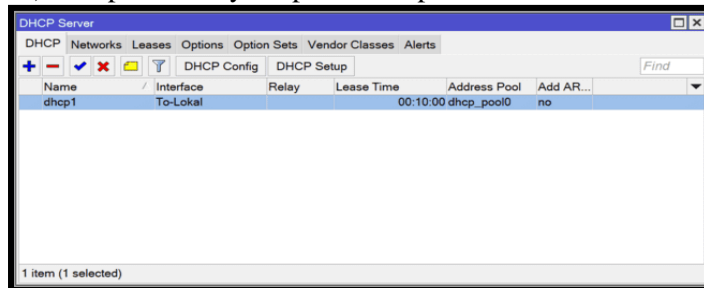 DHCP Server
DHCP Networks Leases Options Option Sets Vendor Classes Alerts
DHCP Config DHCP Setup Find
Name / Interface Relay Lease Time Address Pool Add AR...
dhcp1 To-Lokal 00:10:00 dhcp_pool0 no
1 item (1 selected)